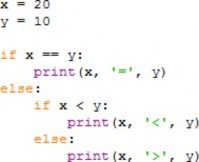 x = 20
y = 10
if x == y:
    print(x, '=', y)
else:
    if x < y:
        print(x, '<', y)
    else:
        print(x, '>', y)